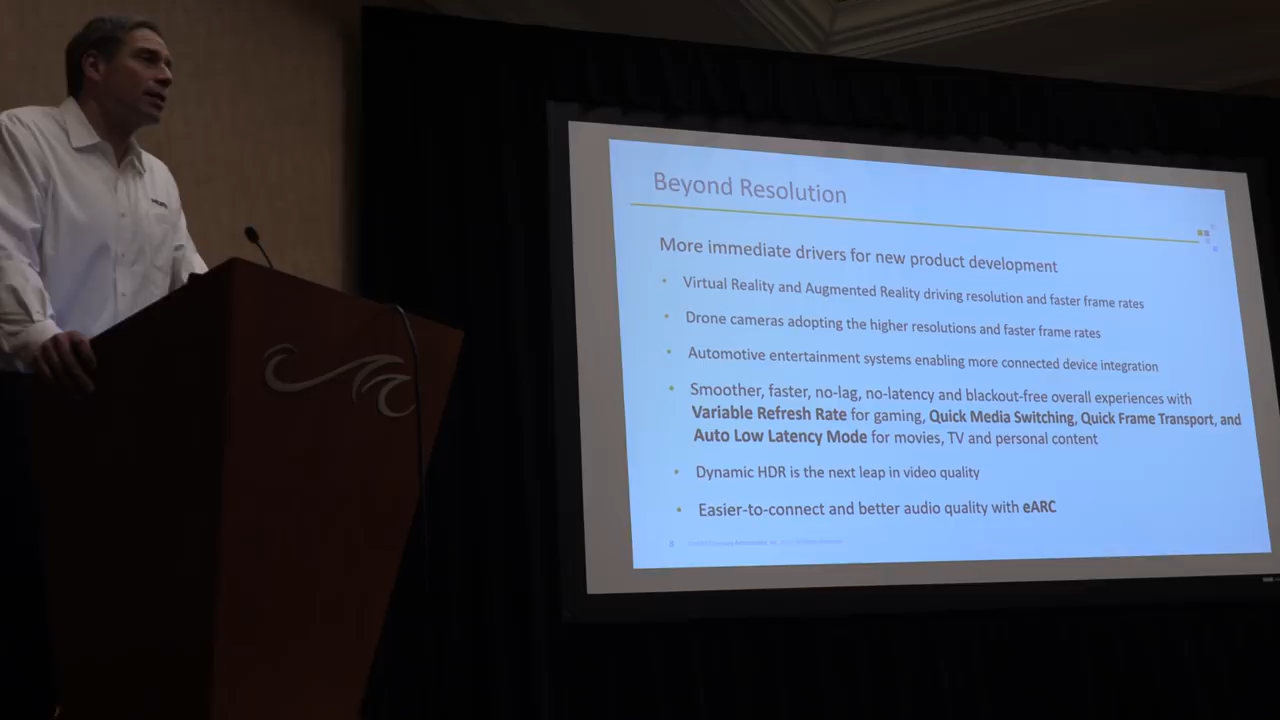 Beyond Resolution
More immediate drivers for new product development
• Virtual Reality and Augmented Reality driving resolution and faster frame rates
• Drone cameras adopting the higher resolutions and faster frame rates
• Automotive entertainment systems enabling more connected device integration
• Smoother, faster, no-lag, no-latency and blackout-free overall experiences with
Variable Refresh Rate for gaming, Quick Media Switching, Quick Frame Transport, and
Auto Low Latency Mode for movies, TV and personal content
• Dynamic HDR is the next leap in video quality
• Easier-to-connect and better audio quality with eARC